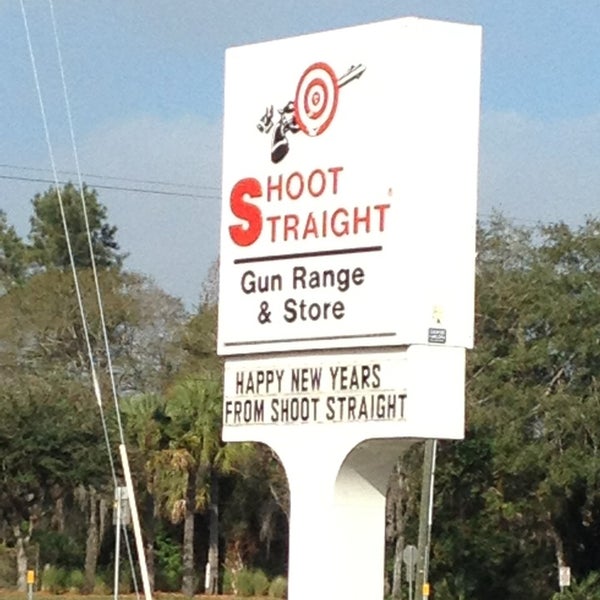 SHOOT
STRAIGHT
Gun Range
& Store
HAPPY NEW YEARS
FROM SHOOT STRAIGHT